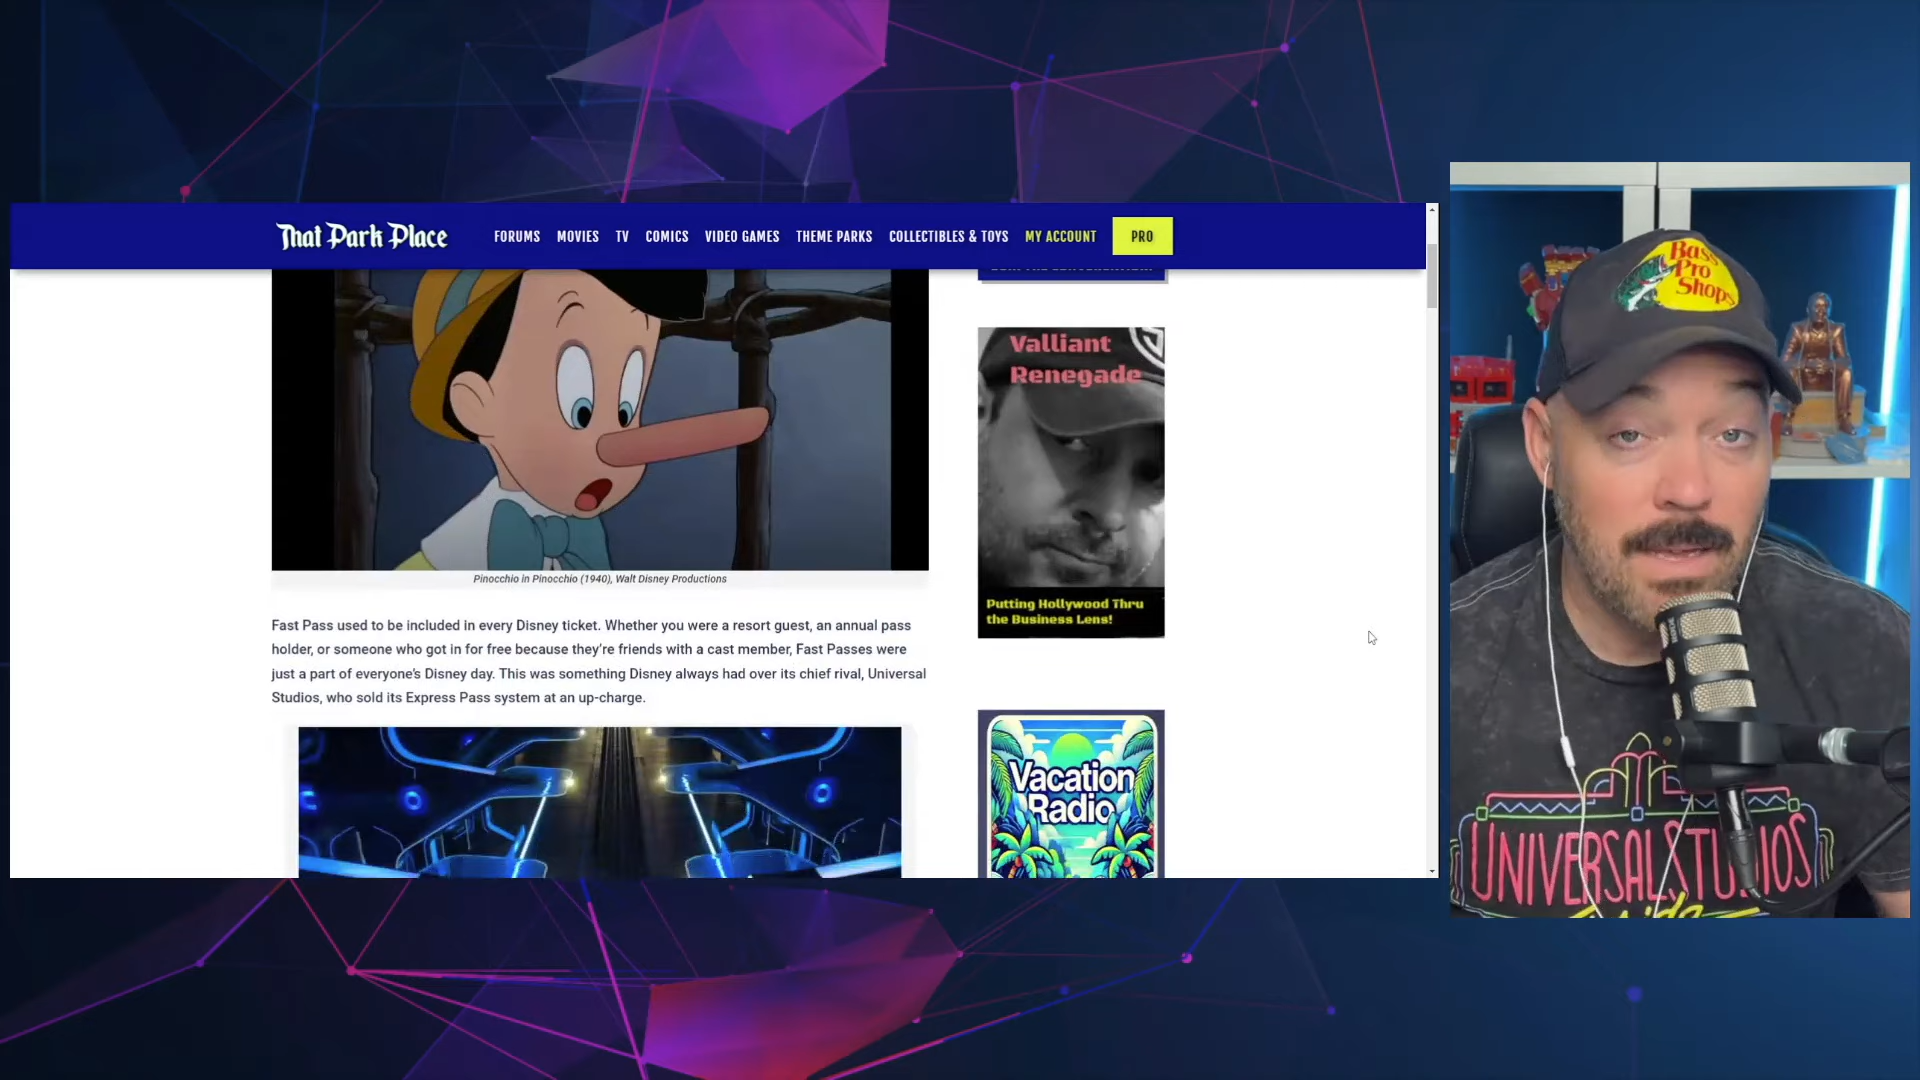 That Park Place
FORUMS MOVIES TV COMICS VIDEO GAMES THEME PARKS COLLECTIBLES & TOYS MY ACCOUNT PRO
Valliant
Renegade
Putting Hollywood Thru
the Business Lens!
Pinocchio in Pinocchio (1940), Walt Disney Productions
Fast Pass used to be included in every Disney ticket. Whether you were a resort guest, an annual pass
holder, or someone who got in for free because they’re friends with a cast member, Fast Passes were
just a part of everyone’s Disney day. This was something Disney always had over its chief rival, Universal
Studios, who sold its Express Pass system at an up-charge.
Vacation
Radio
Bass
Pro
Shops
UNIVERSAL STUDIOS